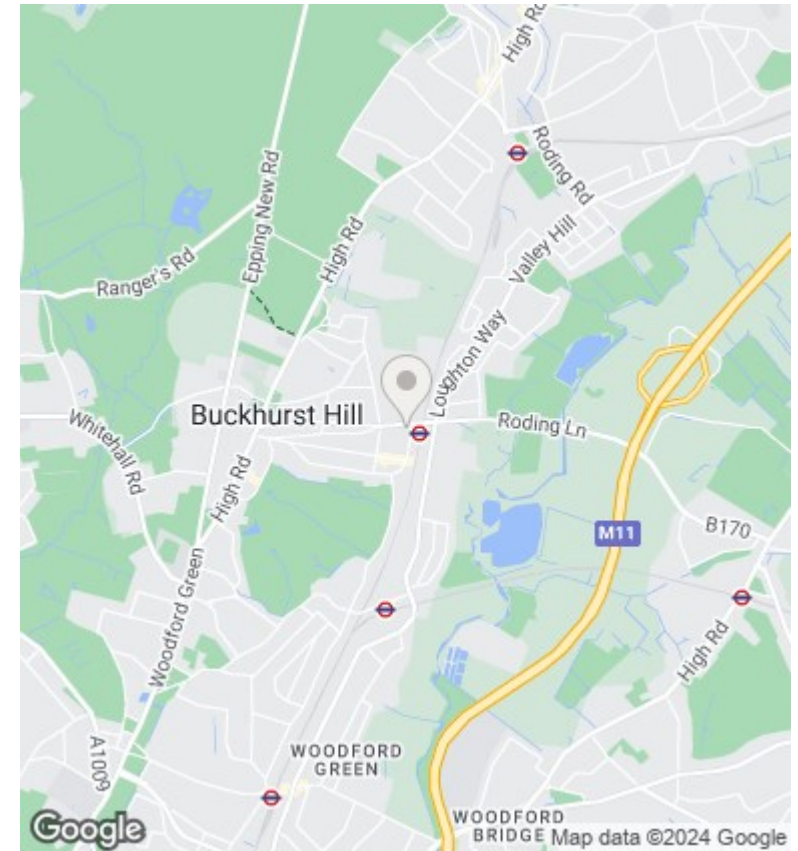 High Rd
Roding Rd
Epping New Rd
High Rd
Valley Hill
Ranger's Rd
Loughton Way
Buckhurst Hill
Whitehall Rd
Roding Ln
High Rd
M11
B170
Woodford Green
High Rd
A1009
WOODFORD
GREEN
WOODFORD
BRIDGE
Google
Map data ©2024 Google